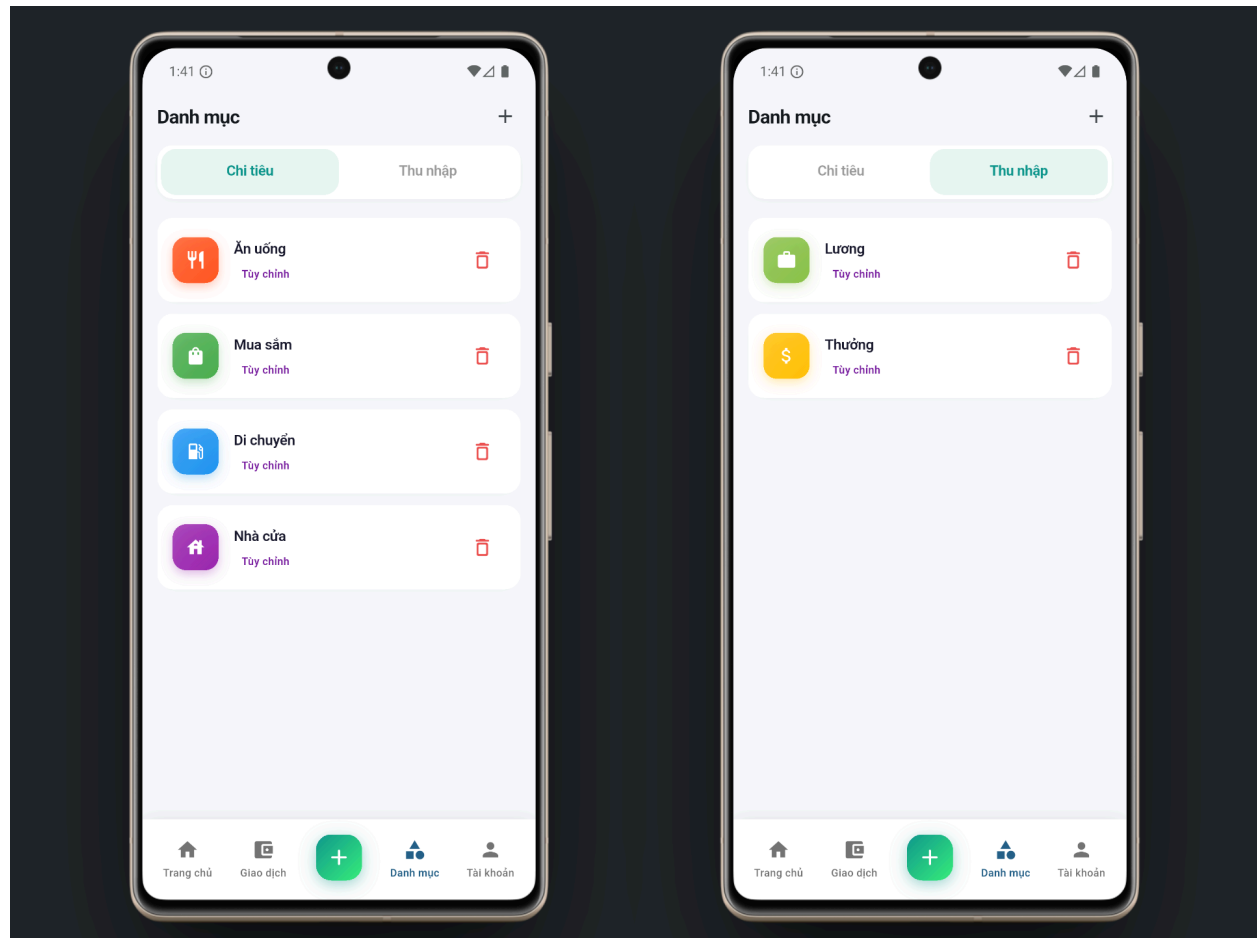 1:41
Danh mục
Chi tiêu Thu nhập
Ăn uống
Tùy chỉnh
Mua sắm
Tùy chỉnh
Di chuyển
Tùy chỉnh
Nhà cửa
Tùy chỉnh
Trang chủ Giao dịch Danh mục Tài khoản
1:41
Danh mục
Chi tiêu Thu nhập
Lương
Tùy chỉnh
Thưởng
Tùy chỉnh
Trang chủ Giao dịch Danh mục Tài khoản